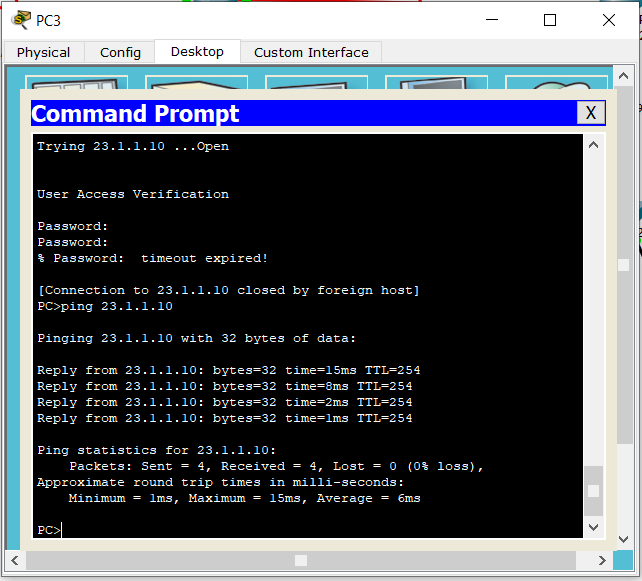 PC3
Physical Config Desktop Custom Interface
Command Prompt X
Trying 23.1.1.10 ...Open
User Access Verification
Password:
Password:
% Password:  timeout expired!
[Connection to 23.1.1.10 closed by foreign host]
PC>ping 23.1.1.10
Pinging 23.1.1.10 with 32 bytes of data:
Reply from 23.1.1.10: bytes=32 time=15ms TTL=254
Reply from 23.1.1.10: bytes=32 time=8ms TTL=254
Reply from 23.1.1.10: bytes=32 time=2ms TTL=254
Reply from 23.1.1.10: bytes=32 time=1ms TTL=254
Ping statistics for 23.1.1.10:
    Packets: Sent = 4, Received = 4, Lost = 0 (0% loss),
Approximate round trip times in milli-seconds:
    Minimum = 1ms, Maximum = 15ms, Average = 6ms
PC>